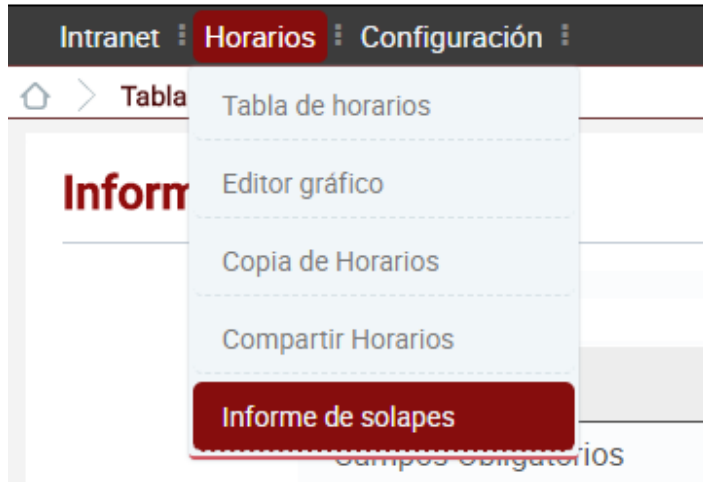 Intranet Horarios Configuración
Tabla
Tabla de horarios
Inform
Editor gráfico
Copia de Horarios
Compartir Horarios
Informe de solapes
Campos Obligatorios